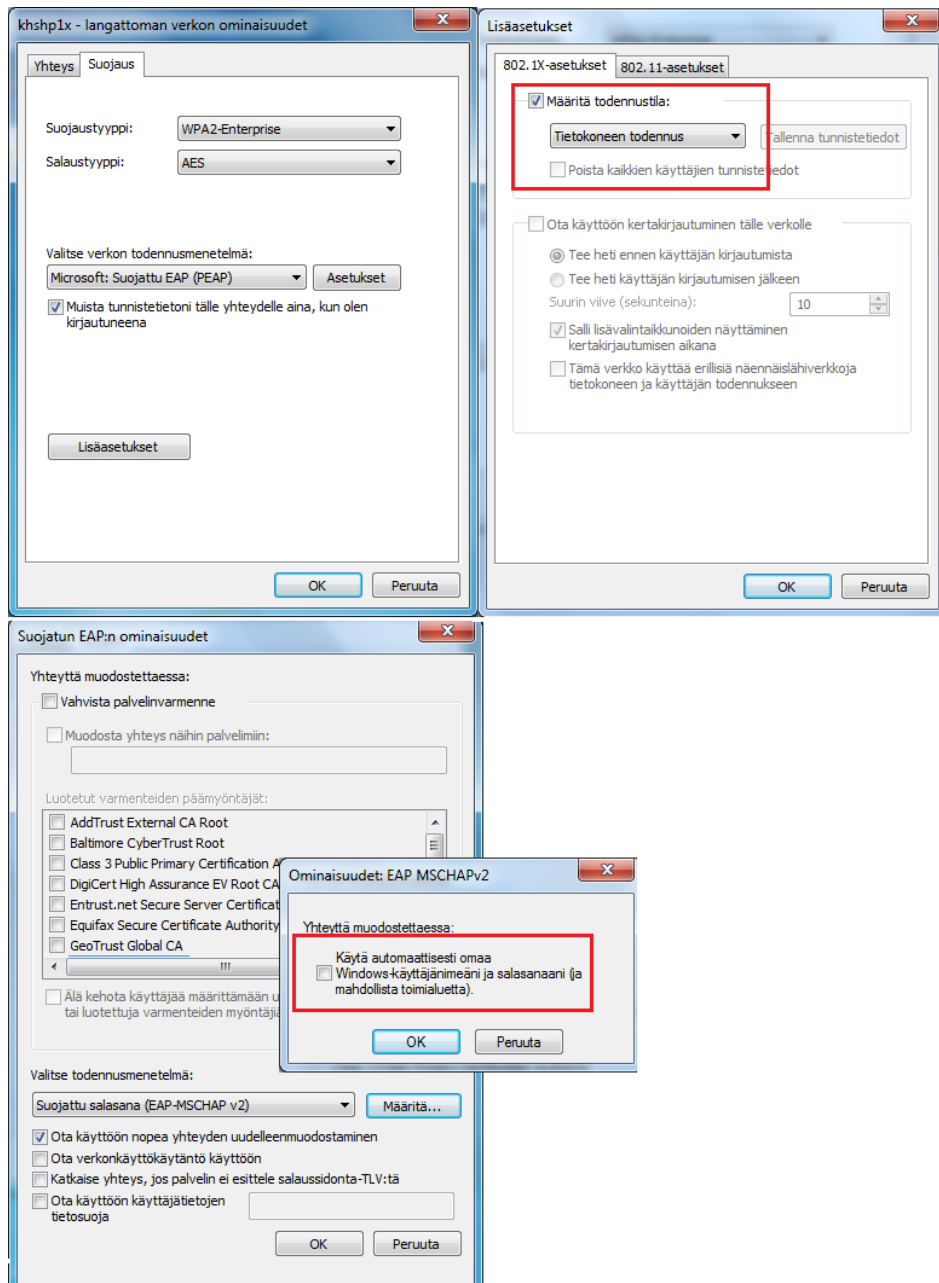 khshp1x - langattoman verkon ominaisuudet
Yhteys Suojaus
Suojaustyyppi: WPA2-Enterprise
Salaustyyppi: AES
Valitse verkon todennusmenetelmä:
Microsoft: Suojattu EAP (PEAP) Asetukset
Muista tunnistetietoni tälle yhteydelle aina, kun olen
kirjautuneena
Lisäasetukset
OK Peruuta
Lisäasetukset
802.1X-asetukset 802.11-asetukset
Määritä todennustila:
Tietokoneen todennus Tallenna tunnistetiedot
Poista kaikkien käyttäjien tunnistetiedot
Ota käyttöön kertakirjautuminen tälle verkolle
Tee heti ennen käyttäjän kirjautumista
Tee heti käyttäjän kirjautumisen jälkeen
Suurin viive (sekunteina): 10
Salli lisävalintaikkunoiden näyttäminen
kertakirjautumisen aikana
Tämä verkko käyttää erillisiä näennäislähiverkkoja
tietokoneen ja käyttäjän todennukseen
OK Peruuta
Suojatun EAP:n ominaisuudet
Yhteyttä muodostettaessa:
Vahvista palvelinvarmenne
Muodosta yhteys näihin palvelimiin:
Luotetut varmenteiden päämyöntäjät:
AddTrust External CA Root
Baltimore CyberTrust Root
Class 3 Public Primary Certification A
DigiCert High Assurance EV Root CA
Entrust.net Secure Server Certificat
Equifax Secure Certificate Authority
GeoTrust Global CA
Älä kehota käyttäjää määrittämään u
tai luotettuja varmenteiden myöntäjiä
Valitse todennusmenetelmä:
Suojattu salasana (EAP-MSCHAP v2) Määritä...
Ota käyttöön nopea yhteyden uudelleenmuodostaminen
Ota verkonkäyttökäytäntö käyttöön
Katkaise yhteys, jos palvelin ei esittele salaussidonta-TLV:tä
Ota käyttöön käyttäjätietojen
tietosuoja
OK Peruuta
Ominaisuudet: EAP MSCHAPv2
Yhteyttä muodostettaessa:
Käytä automaattisesti omaa
Windows-käyttäjänimeäni ja salasanaani (ja
mahdollista toimialuetta).
OK Peruuta